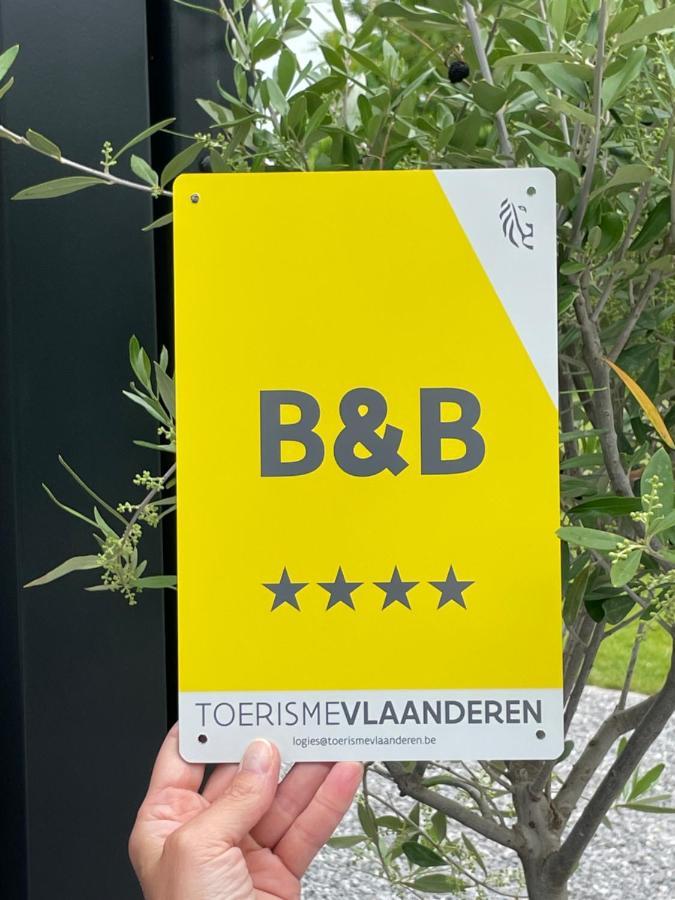 B&B
★★★★
TOERISMEVLAANDEREN
logies@toerismevlaanderen.be